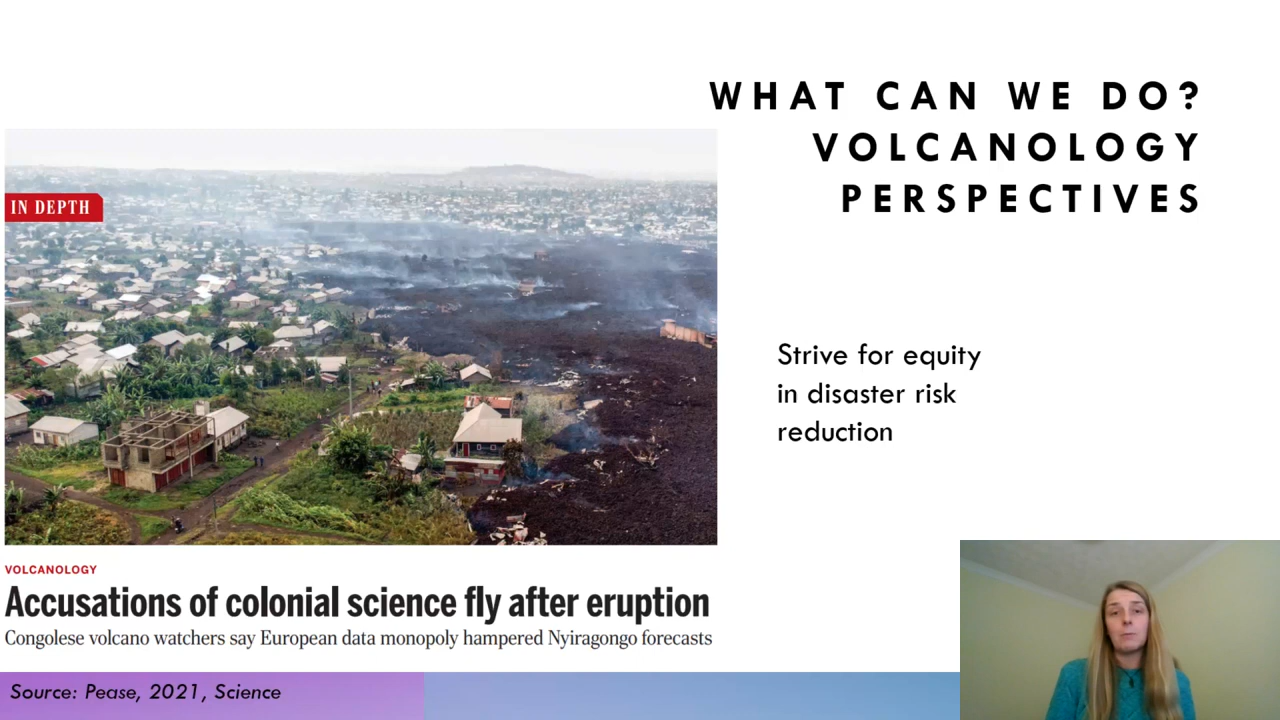 WHAT CAN WE DO?
VOLCANOLOGY
PERSPECTIVES
IN DEPTH
Strive for equity
in disaster risk
reduction
VOLCANOLOGY
Accusations of colonial science fly after eruption
Congolese volcano watchers say European data monopoly hampered Nyiragongo forecasts
Source: Pease, 2021, Science